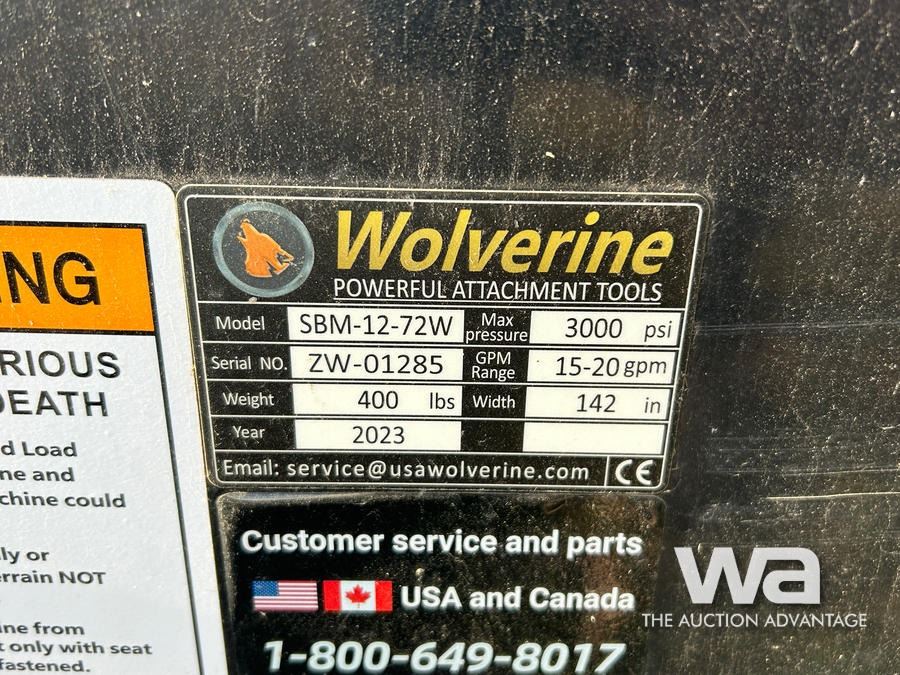 ING
RIOUS
DEATH
d Load
ne and
chine could
ly or
errain NOT
ine from
t only with seat
fastened.
Wolverine
POWERFUL ATTACHMENT TOOLS
Model SBM-12-72W Max pressure 3000 psi
Serial NO. ZW-01285 GPM Range 15-20 gpm
Weight 400 lbs Width 142 in
Year 2023
Email: service@usawolverine.com CE
Customer service and parts
USA and Canada
1-800-649-8017
wa
THE AUCTION ADVANTAGE